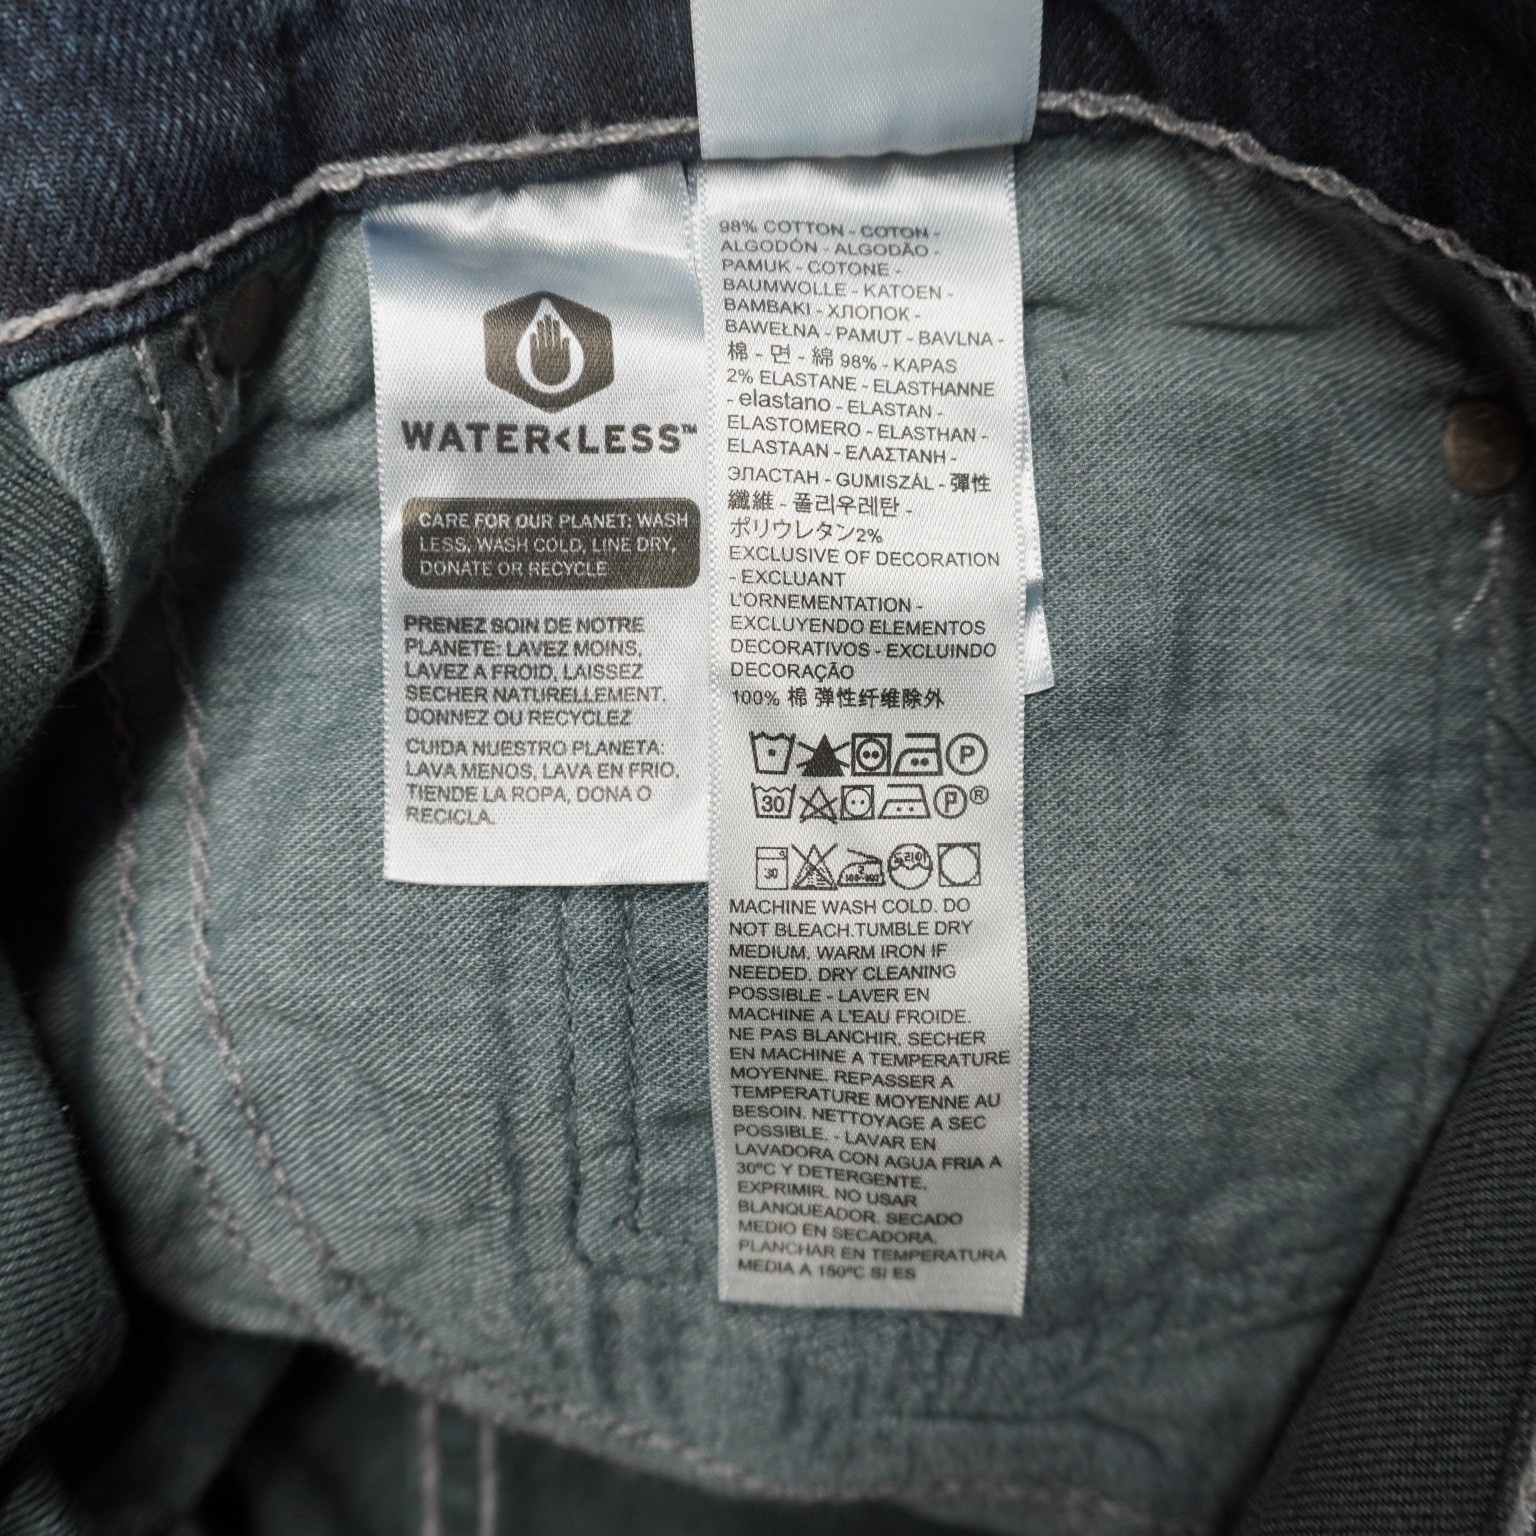 WATER<LESS™
CARE FOR OUR PLANET: WASH
LESS, WASH COLD, LINE DRY,
DONATE OR RECYCLE
PRENEZ SOIN DE NOTRE
PLANETE: LAVEZ MOINS,
LAVEZ A FROID, LAISSEZ
SECHER NATURELLEMENT.
DONNEZ OU RECYCLEZ
CUIDA NUESTRO PLANETA:
LAVA MENOS, LAVA EN FRIO,
TIENDE LA ROPA, DONA O
RECICLA.
98% COTTON - COTON -
ALGODÓN - ALGODÃO -
PAMUK - COTONE -
BAUMWOLLE - KATOEN -
BAMBAKI - ХЛОПОК -
BAWEŁNA - PAMUT - BAVLNA -
棉 - 면 - 綿 98% - KAPAS
2% ELASTANE - ELASTHANNE
- elastano - ELASTAN -
ELASTOMERO - ELASTHAN -
ELASTAAN - ΕΛΑΣΤΑΝΗ -
ЭЛАСТАН - GUMISZÁL - 彈性
纖維 - 폴리우레탄 -
ポリウレタン2%
EXCLUSIVE OF DECORATION
- EXCLUANT
L'ORNEMENTATION -
EXCLUYENDO ELEMENTOS
DECORATIVOS - EXCLUINDO
DECORAÇÃO
100% 棉 弹性纤维除外
P
30 P®
30 2
MACHINE WASH COLD. DO
NOT BLEACH.TUMBLE DRY
MEDIUM. WARM IRON IF
NEEDED. DRY CLEANING
POSSIBLE - LAVER EN
MACHINE A L'EAU FROIDE.
NE PAS BLANCHIR. SECHER
EN MACHINE A TEMPERATURE
MOYENNE. REPASSER A
TEMPERATURE MOYENNE AU
BESOIN. NETTOYAGE A SEC
POSSIBLE. - LAVAR EN
LAVADORA CON AGUA FRIA A
30ºC Y DETERGENTE.
EXPRIMIR. NO USAR
BLANQUEADOR. SECADO
MEDIO EN SECADORA.
PLANCHAR EN TEMPERATURA
MEDIA A 150ºC SI ES